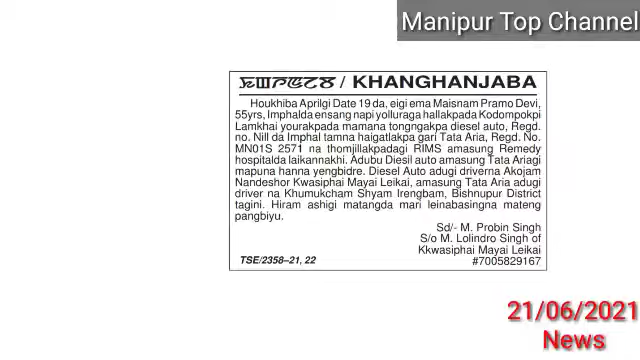 Manipur Top Channel
ꯈꯡꯍꯟꯖꯕ / KHANGHANJABA
Houkhiba Aprilgi Date 19 da, eigi ema Maisnam Pramo Devi,
55yrs, Imphalda ensang napi yolluraga hallakpada Kodompokpi
Lamkhai yourakpada mamana tongngakpa diesel auto, Regd.
no. Nill da Imphal tamna haigatlakpa gari Tata Aria, Regd. No.
MN01S 2571 na thomjillakpadagi RIMS amasung Remedy
hospitalda laikannakhi. Adubu Diesil auto amasung Tata Ariagi
mapuna hanna yengbidre. Diesel Auto adugi driverna Akojam
Nandeshor Kwasiphai Mayai Leikai, amasung Tata Aria adugi
driver na Khumukcham Shyam Irengbam, Bishnupur District
tagini. Hiram ashigi matangda mari leinabasingna mateng
pangbiyu.
Sd/- M. Probin Singh
S/o M. Lolindro Singh of
Kkwasiphai Mayai Leikai
TSE/2358–21, 22 #7005829167
21/06/2021
News